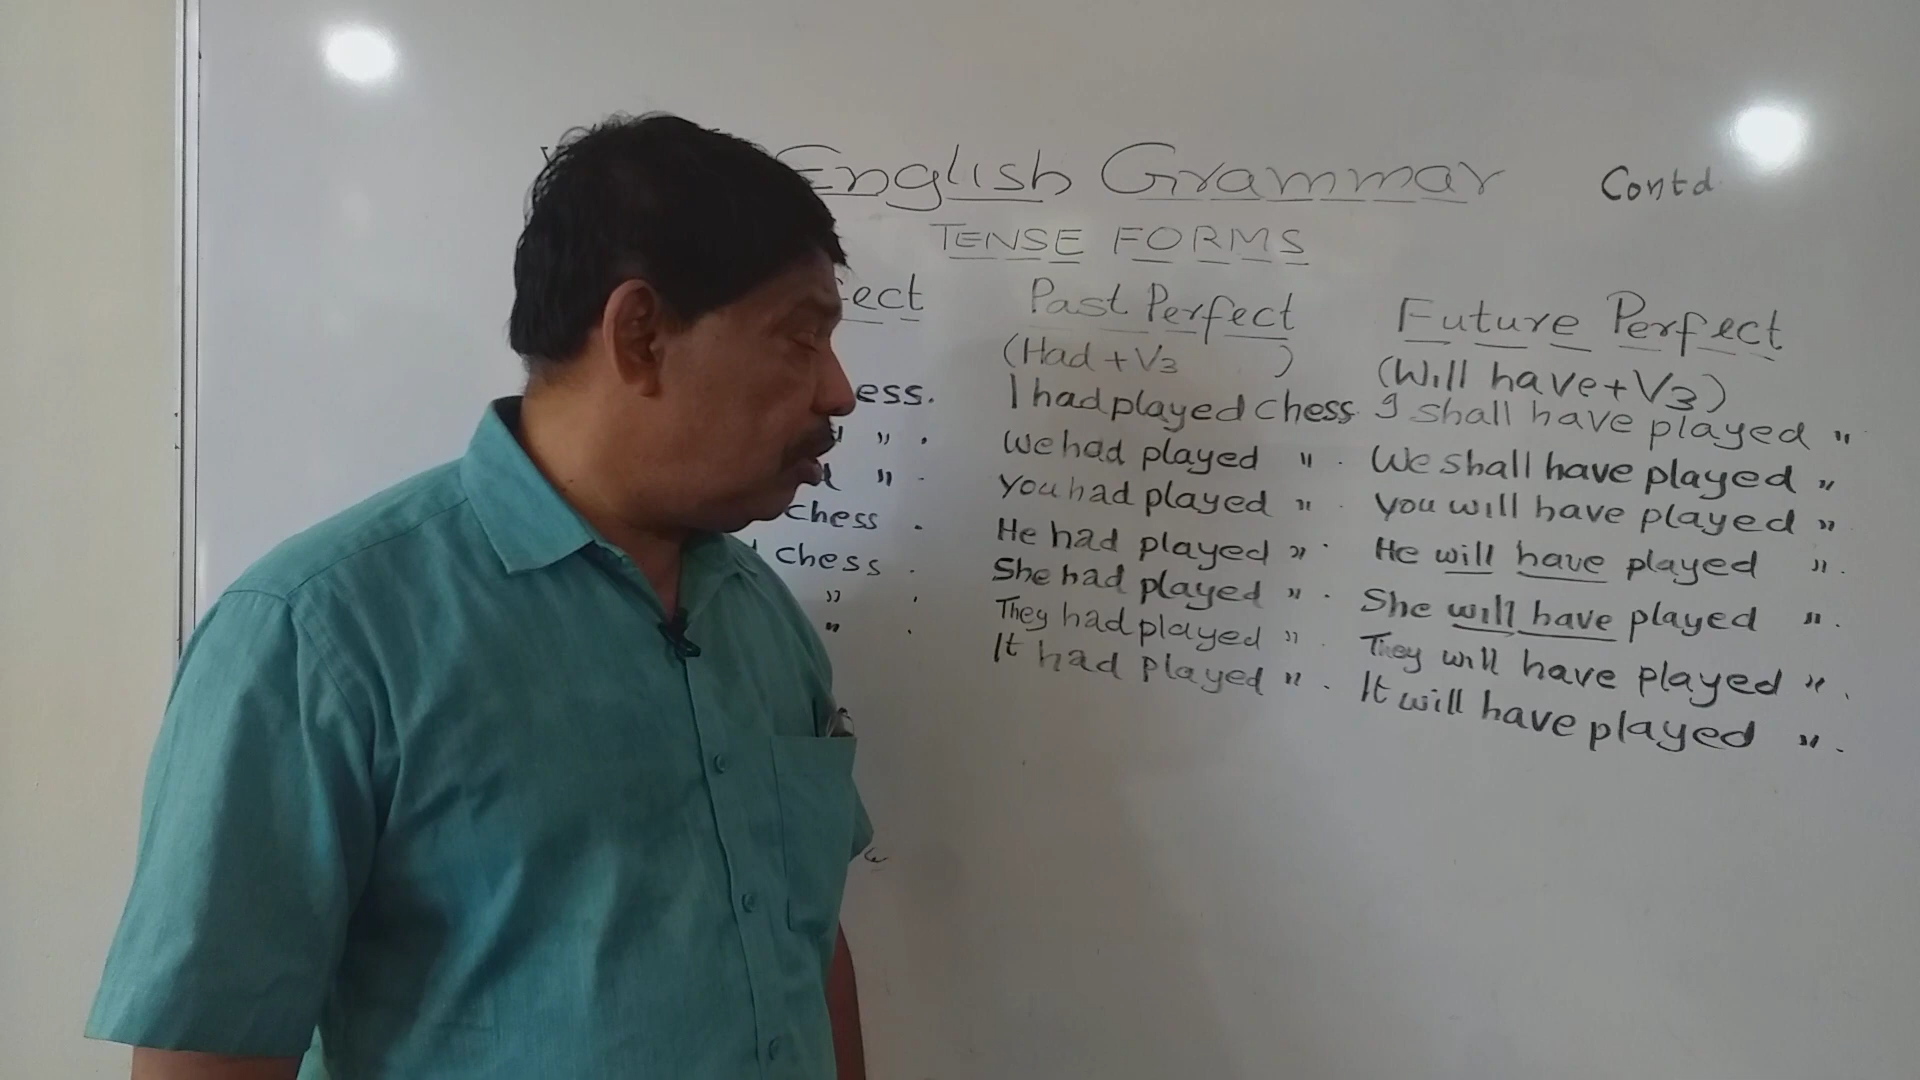 English Grammar Contd
TENSE FORMS
ect Past Perfect Future Perfect
(Had + V3 ) (Will have + V3)
ess. I had played chess. I shall have played "
" . We had played " . We shall have played "
" . You had played " . You will have played "
chess . He had played " . He will have played " .
chess . She had played " . She will have played " .
" . They had played " . They will have played " .
" . It had played " . It will have played " .